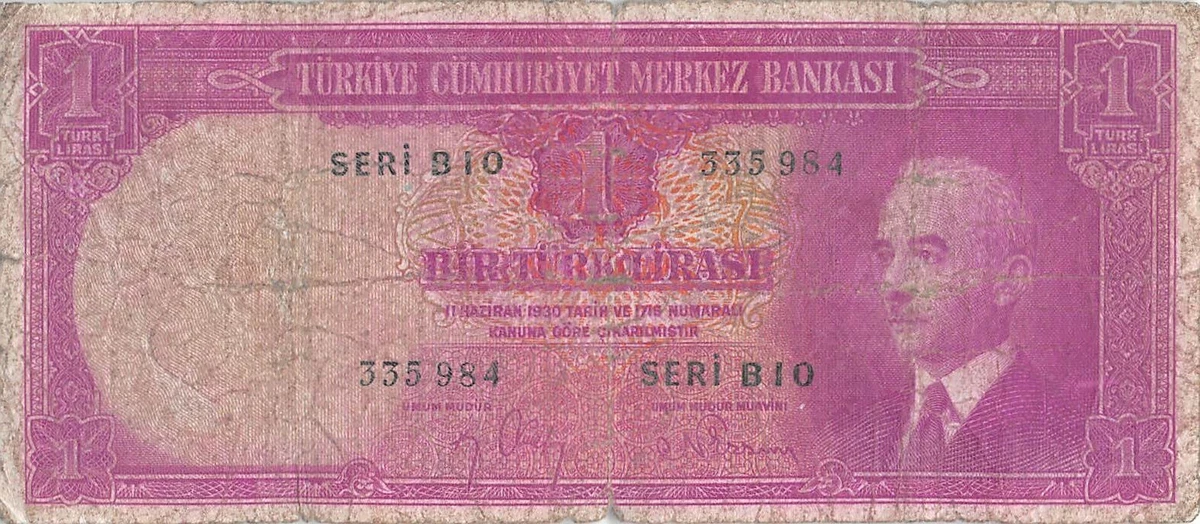 TÜRKİYE CÜMHURİYET MERKEZ BANKASI
1
TÜRK
LİRASI
1
TÜRK
LİRASI
SERİ B10
1
335984
BİR TÜRK LİRASI
11 HAZİRAN 1930 TARİH VE 1715 NUMARALI
KANUNA GÖRE ÇIKARILMIŞTIR
335984
SERİ B10
UMUM MÜDÜR
UMUM MÜDÜR MUAVİNİ
1
1